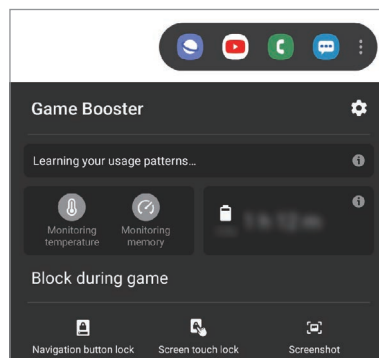 Game Booster
Learning your usage patterns...
Monitoring
temperature
Monitoring
memory
Block during game
Navigation button lock
Screen touch lock
Screenshot